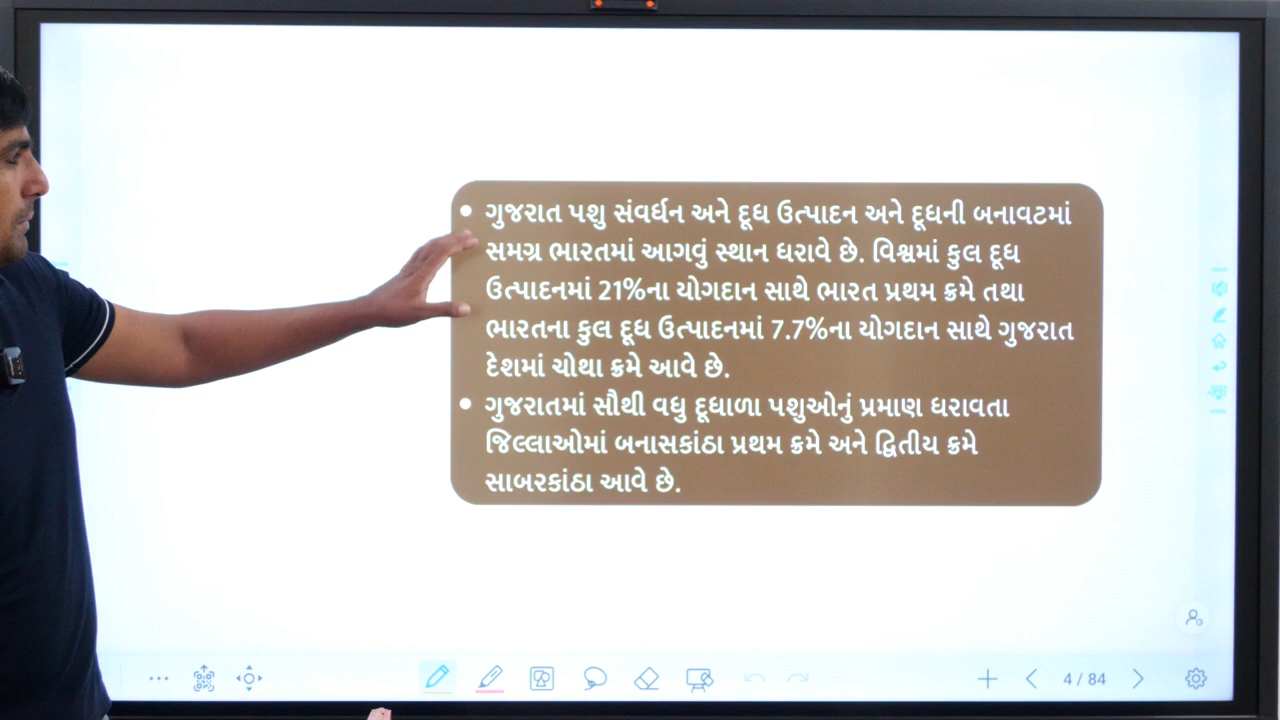 • ગુજરાત પશુ સંવર્ધન અને દૂધ ઉત્પાદન અને દૂધની બનાવટમાં
સમગ્ર ભારતમાં આગવું સ્થાન ધરાવે છે. વિશ્વમાં કુલ દૂધ
ઉત્પાદનમાં 21%ના યોગદાન સાથે ભારત પ્રથમ ક્રમે તથા
ભારતના કુલ દૂધ ઉત્પાદનમાં 7.7%ના યોગદાન સાથે ગુજરાત
દેશમાં ચોથા ક્રમે આવે છે.
• ગુજરાતમાં સૌથી વધુ દૂધાળા પશુઓનું પ્રમાણ ધરાવતા
જિલ્લાઓમાં બનાસકાંઠા પ્રથમ ક્રમે અને દ્વિતીય ક્રમે
સાબરકાંઠા આવે છે.
4 / 84